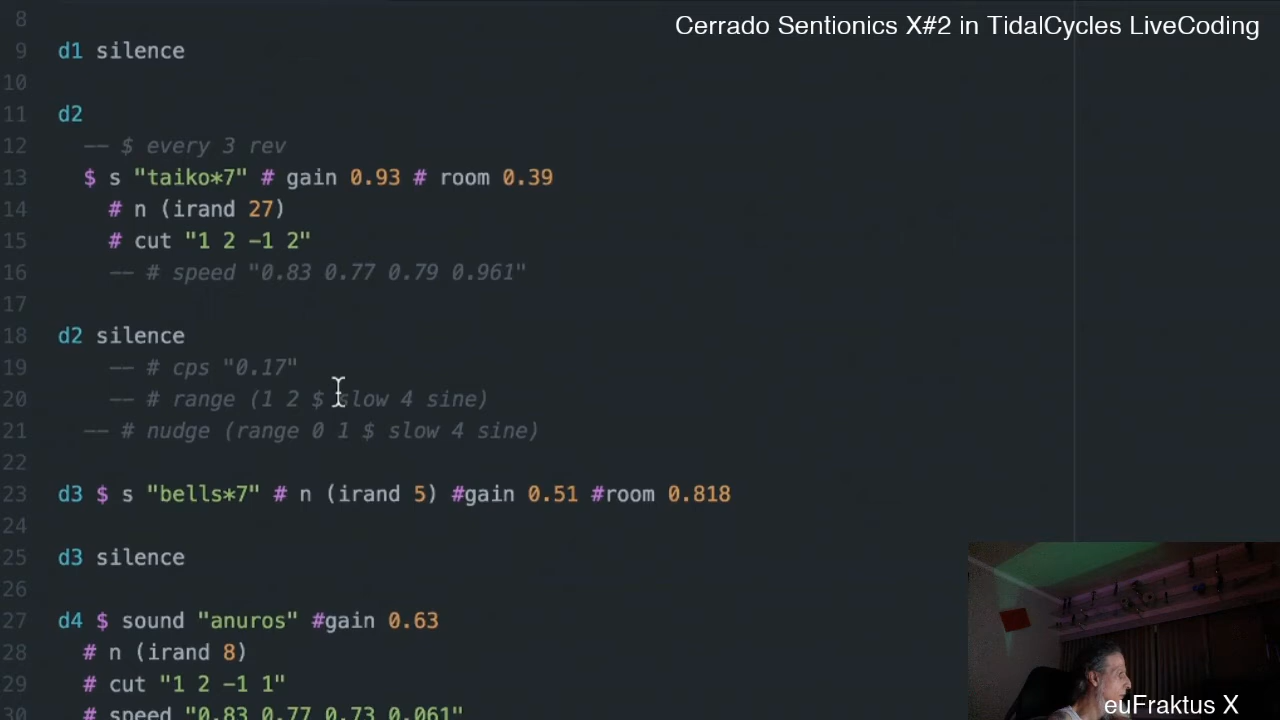 Cerrado Sentionics X#2 in TidalCycles LiveCoding
8
9 d1 silence
10
11 d2
12 -- $ every 3 rev
13 $ s "taiko*7" # gain 0.93 # room 0.39
14 # n (irand 27)
15 # cut "1 2 -1 2"
16 -- # speed "0.83 0.77 0.79 0.961"
17
18 d2 silence
19 -- # cps "0.17"
20 -- # range (1 2 $ slow 4 sine)
21 -- # nudge (range 0 1 $ slow 4 sine)
22
23 d3 $ s "bells*7" # n (irand 5) #gain 0.51 #room 0.818
24
25 d3 silence
26
27 d4 $ sound "anuros" #gain 0.63
28 # n (irand 8)
29 # cut "1 2 -1 1"
30 # speed "0.83 0.77 0.73 0.061"
euFraktus X